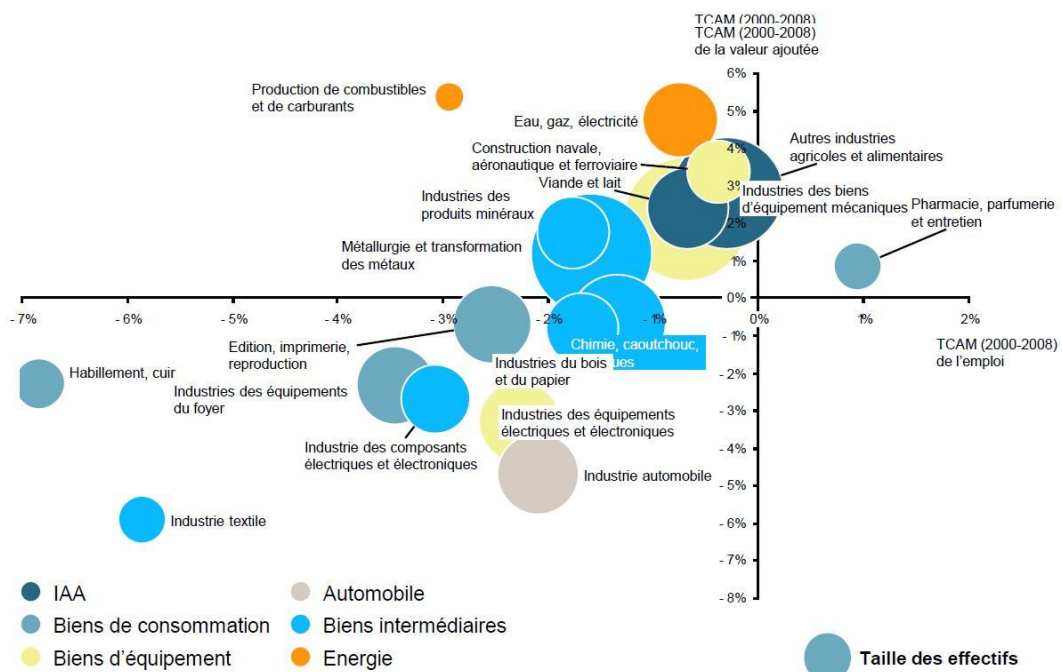 TCAM (2000-2008)
TCAM (2000-2008)
de la valeur ajoutée
6%
5%
4%
3%
2%
1%
0%
- 1%
- 2%
- 3%
- 4%
- 5%
- 6%
- 7%
- 8%
- 7%
- 6%
- 5%
- 4%
- 3%
- 2%
- 1%
0%
1%
2%
TCAM (2000-2008)
de l'emploi
Production de combustibles
et de carburants
Eau, gaz, électricité
Construction navale,
aéronautique et ferroviaire
Viande et lait
Autres industries
agricoles et alimentaires
Industries des biens
d'équipement mécaniques
Pharmacie, parfumerie
et entretien
Industries des
produits minéraux
Métallurgie et transformation
des métaux
Edition, imprimerie,
reproduction
Chimie, caoutchouc,
Industries du bois
et du papier
Habillement, cuir
Industries des équipements
du foyer
Industries des équipements
électriques et électroniques
Industrie des composants
électriques et électroniques
Industrie automobile
Industrie textile
IAA
Biens de consommation
Biens d'équipement
Automobile
Biens intermédiaires
Energie
Taille des effectifs